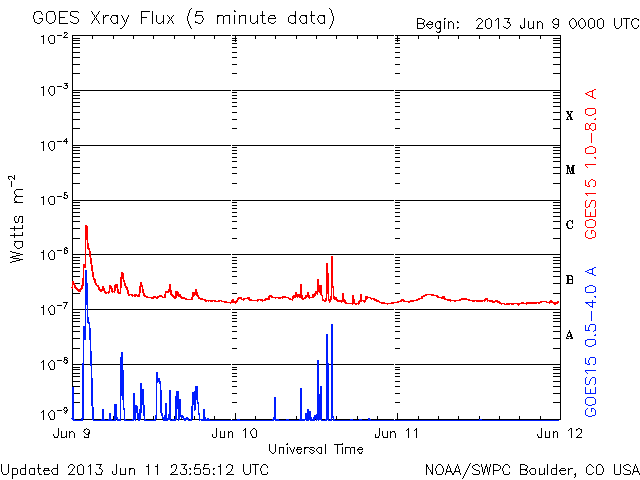 GOES Xray Flux (5 minute data)
Begin: 2013 Jun 9 0000 UTC
10⁻²
10⁻³
10⁻⁴
10⁻⁵
10⁻⁶
10⁻⁷
10⁻⁸
10⁻⁹
Watts m⁻²
X
M
C
B
A
GOES15 1.0-8.0 A
GOES15 0.5-4.0 A
Jun 9
Jun 10
Jun 11
Jun 12
Universal Time
Updated 2013 Jun 11 23:55:12 UTC
NOAA/SWPC Boulder, CO USA